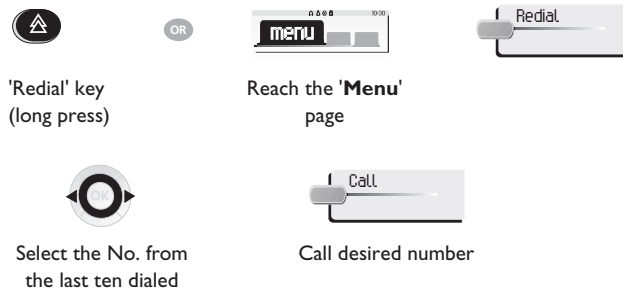 OR
10:30
menu
Redial
'Redial' key
(long press)
Reach the 'Menu'
page
OK
Call
Select the No. from
the last ten dialed
Call desired number